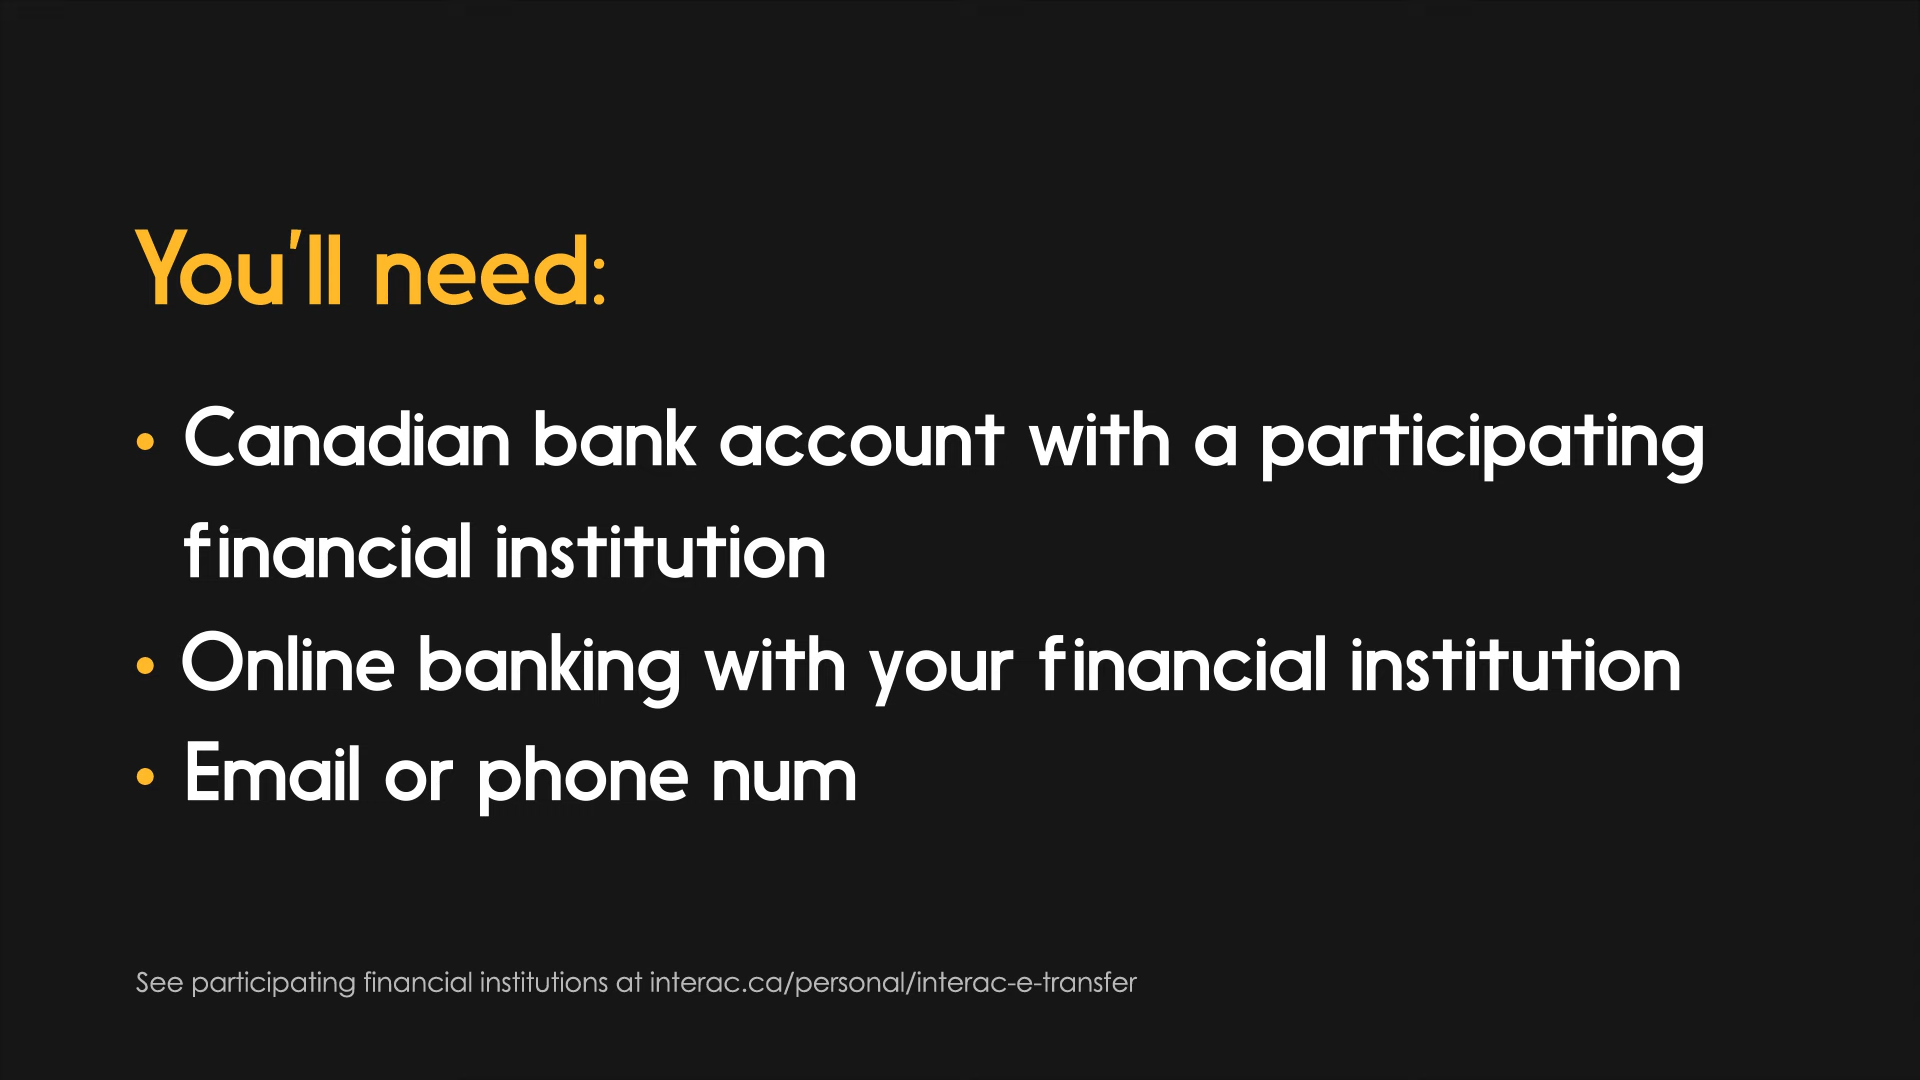 You'll need:
• Canadian bank account with a participating
financial institution
• Online banking with your financial institution
• Email or phone num
See participating financial institutions at interac.ca/personal/interac-e-transfer